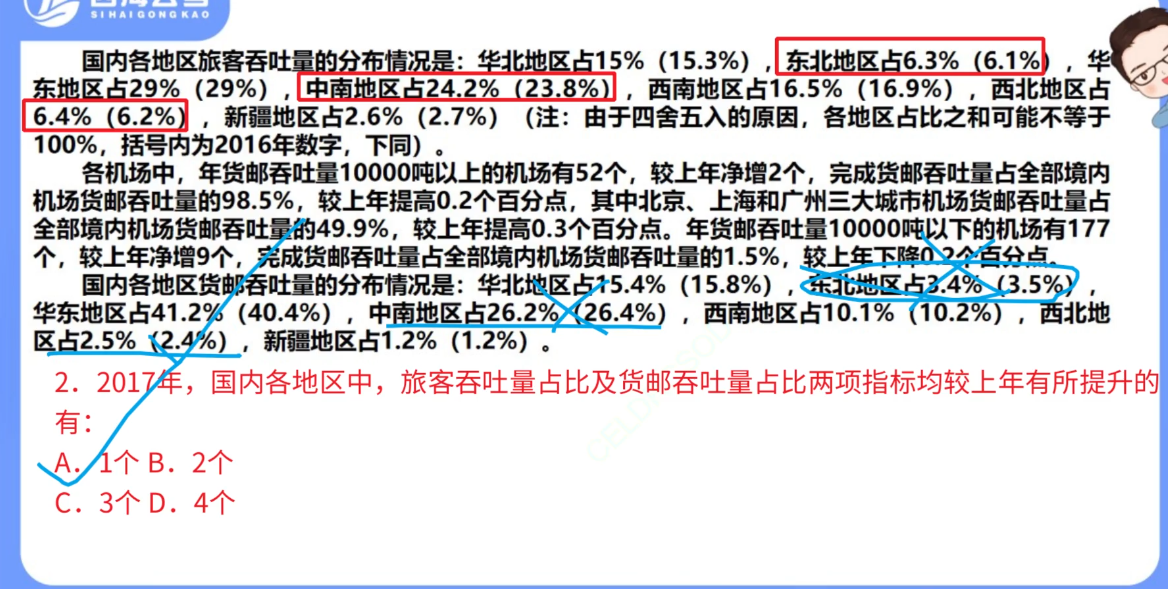 SIHAIGONGKAO
国内各地区旅客吞吐量的分布情况是：华北地区占15%（15.3%），东北地区占6.3%（6.1%），华
东地区占29%（29%），中南地区占24.2%（23.8%），西南地区占16.5%（16.9%），西北地区占
6.4%（6.2%），新疆地区占2.6%（2.7%）（注：由于四舍五入的原因，各地区占比之和可能不等于
100%，括号内为2016年数字，下同）。
各机场中，年货邮吞吐量10000吨以上的机场有52个，较上年净增2个，完成货邮吞吐量占全部境内
机场货邮吞吐量的98.5%，较上年提高0.2个百分点，其中北京、上海和广州三大城市机场货邮吞吐量占
全部境内机场货邮吞吐量的49.9%，较上年提高0.3个百分点。年货邮吞吐量10000吨以下的机场有177
个，较上年净增9个，完成货邮吞吐量占全部境内机场货邮吞吐量的1.5%，较上年下降0.2个百分点。
国内各地区货邮吞吐量的分布情况是：华北地区占15.4%（15.8%），东北地区占3.4%（3.5%），
华东地区占41.2%（40.4%）中南地区占26.2%（26.4%），西南地区占10.1%（10.2%），西北地
区占2.5%（2.4%），新疆地区占1.2%（1.2%）。
2．2017年，国内各地区中，旅客吞吐量占比及货邮吞吐量占比两项指标均较上年有所提升的
有：
A．1个 B．2个
C．3个 D．4个